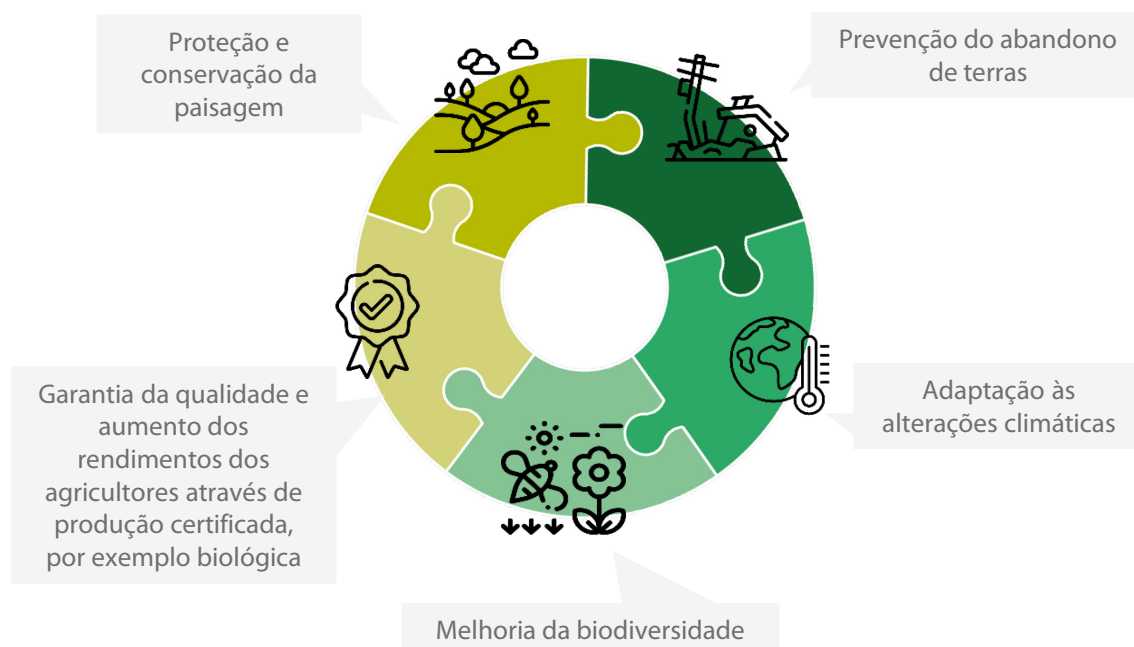 Proteção e
conservação da
paisagem
Prevenção do abandono
de terras
Garantia da qualidade e
aumento dos
rendimentos dos
agricultores através de
produção certificada,
por exemplo biológica
Adaptação às
alterações climáticas
Melhoria da biodiversidade